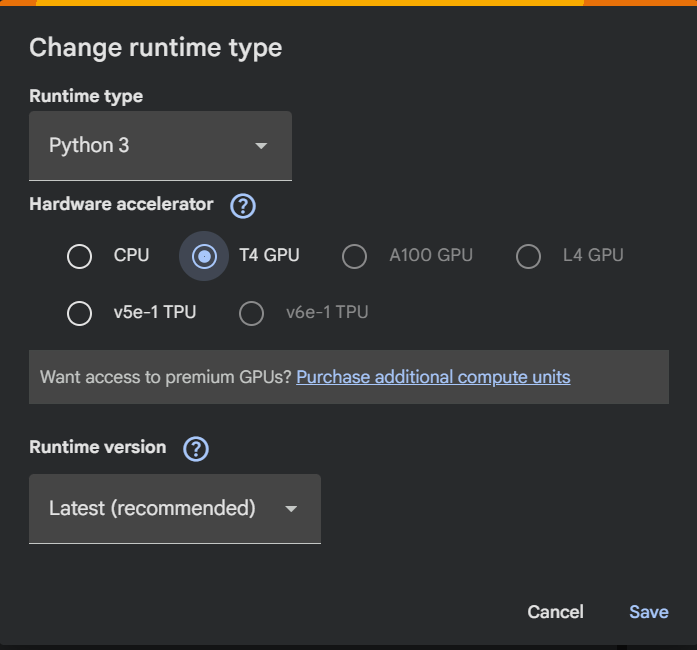 Change runtime type
Runtime type
Python 3
Hardware accelerator ?
CPU T4 GPU A100 GPU L4 GPU
v5e-1 TPU v6e-1 TPU
Want access to premium GPUs? Purchase additional compute units
Runtime version ?
Latest (recommended)
Cancel Save